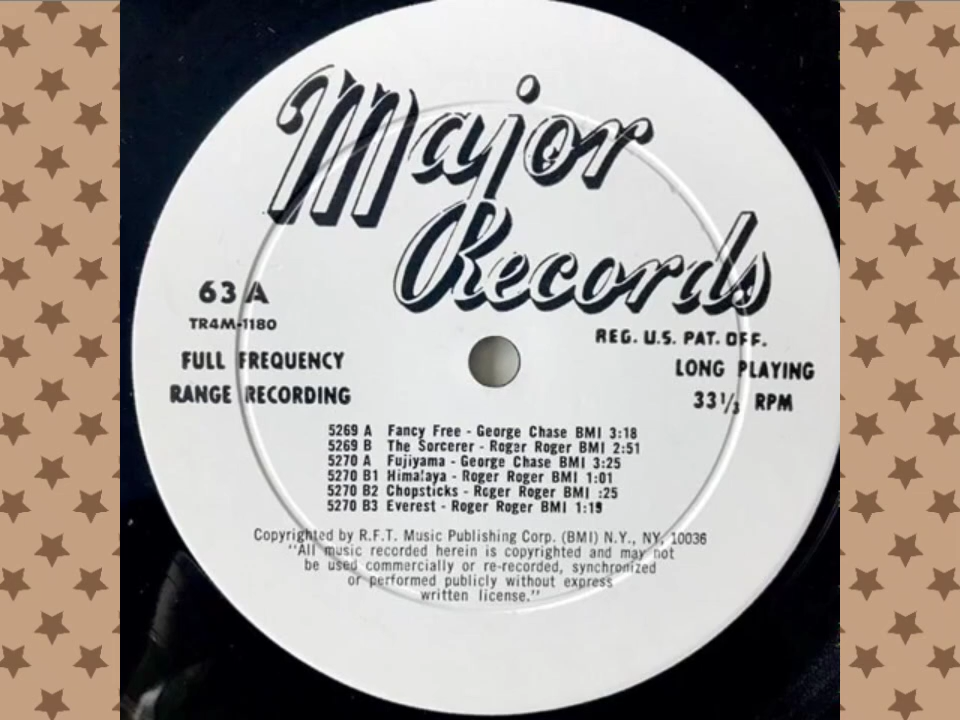 Major
Records
63 A
TR4M-1180
REG. U.S. PAT. OFF.
FULL FREQUENCY
RANGE RECORDING
LONG PLAYING
33 1/3 RPM
5269 A Fancy Free - George Chase BMI 3:18
5269 B The Sorcerer - Roger Roger BMI 2:51
5270 A Fujiyama - George Chase BMI 3:25
5270 B1 Himalaya - Roger Roger BMI 1:01
5270 B2 Chopsticks - Roger Roger BMI :25
5270 B3 Everest - Roger Roger BMI 1:19
Copyrighted by R.F.T. Music Publishing Corp. (BMI) N.Y., NY, 10036
"All music recorded herein is copyrighted and may not
be used commercially or re-recorded, synchronized
or performed publicly without express
written license."